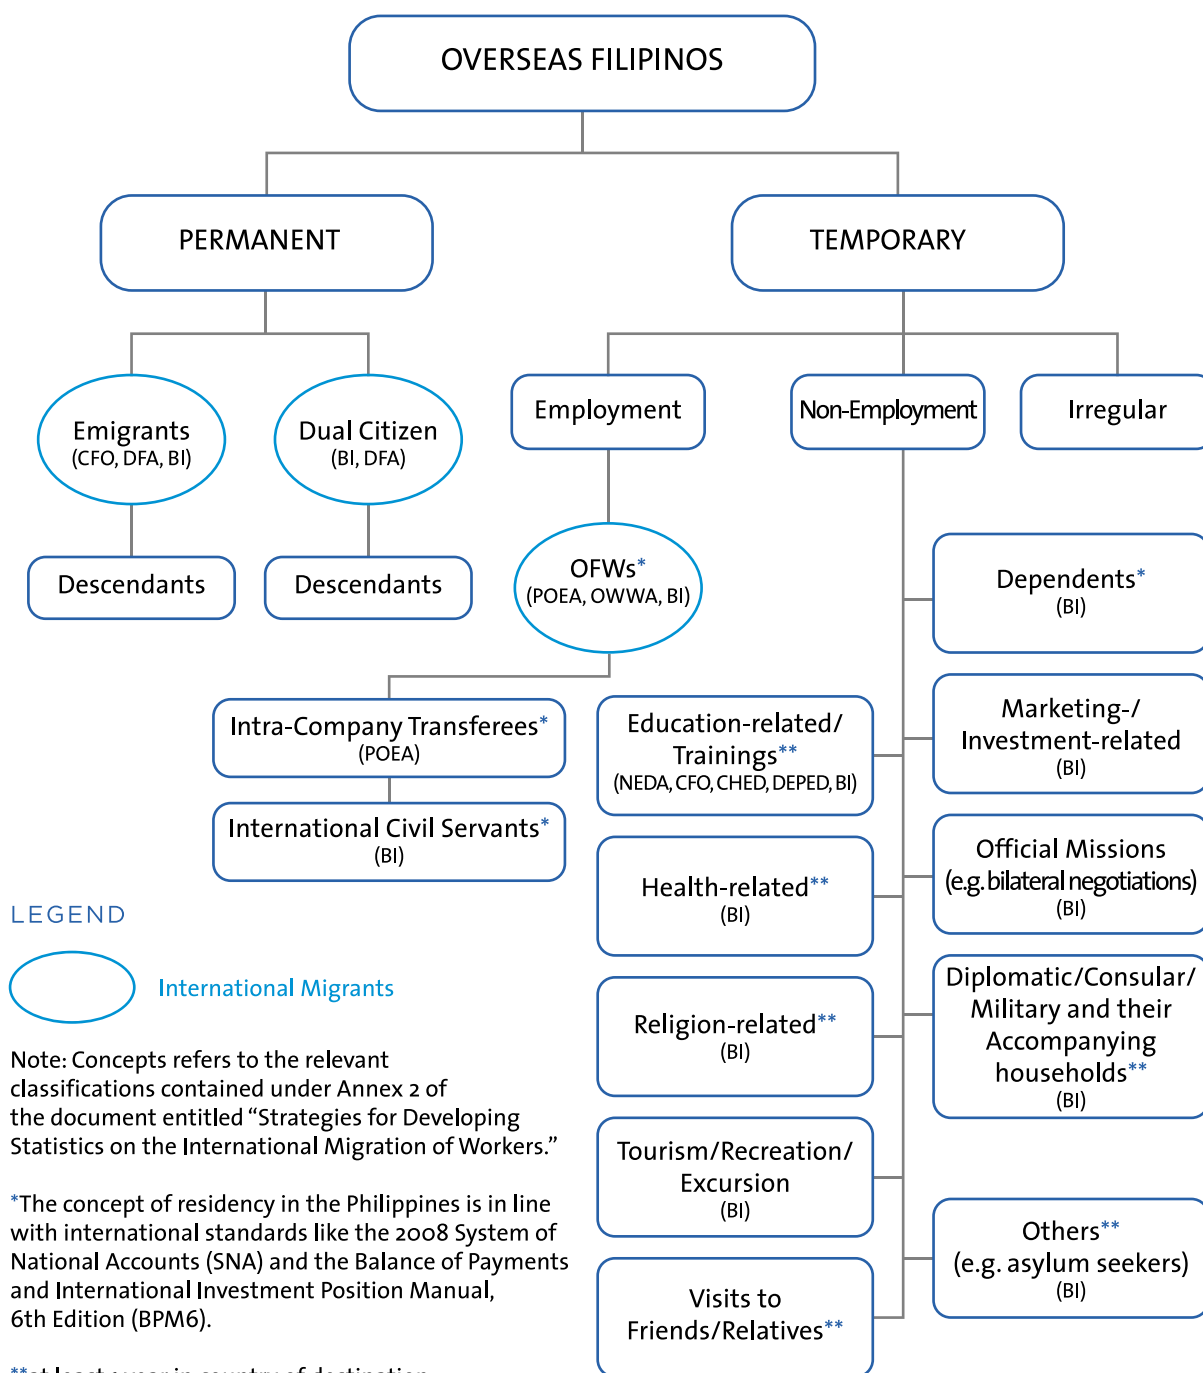 OVERSEAS FILIPINOS
PERMANENT
TEMPORARY
Emigrants
(CFO, DFA, BI)
Dual Citizen
(BI, DFA)
Employment
Non-Employment
Irregular
Descendants
Descendants
OFWs*
(POEA, OWWA, BI)
Dependents*
(BI)
Intra-Company Transferees*
(POEA)
International Civil Servants*
(BI)
Education-related/
Trainings**
(NEDA, CFO, CHED, DEPED, BI)
Marketing-/
Investment-related
(BI)
Health-related**
(BI)
Official Missions
(e.g. bilateral negotiations)
(BI)
Religion-related**
(BI)
Diplomatic/Consular/
Military and their
Accompanying
households**
(BI)
Tourism/Recreation/
Excursion
(BI)
Others**
(e.g. asylum seekers)
(BI)
Visits to
Friends/Relatives**
LEGEND
International Migrants
Note: Concepts refers to the relevant
classifications contained under Annex 2 of
the document entitled “Strategies for Developing
Statistics on the International Migration of Workers.”
*The concept of residency in the Philippines is in line
with international standards like the 2008 System of
National Accounts (SNA) and the Balance of Payments
and International Investment Position Manual,
6th Edition (BPM6).
in country of destination